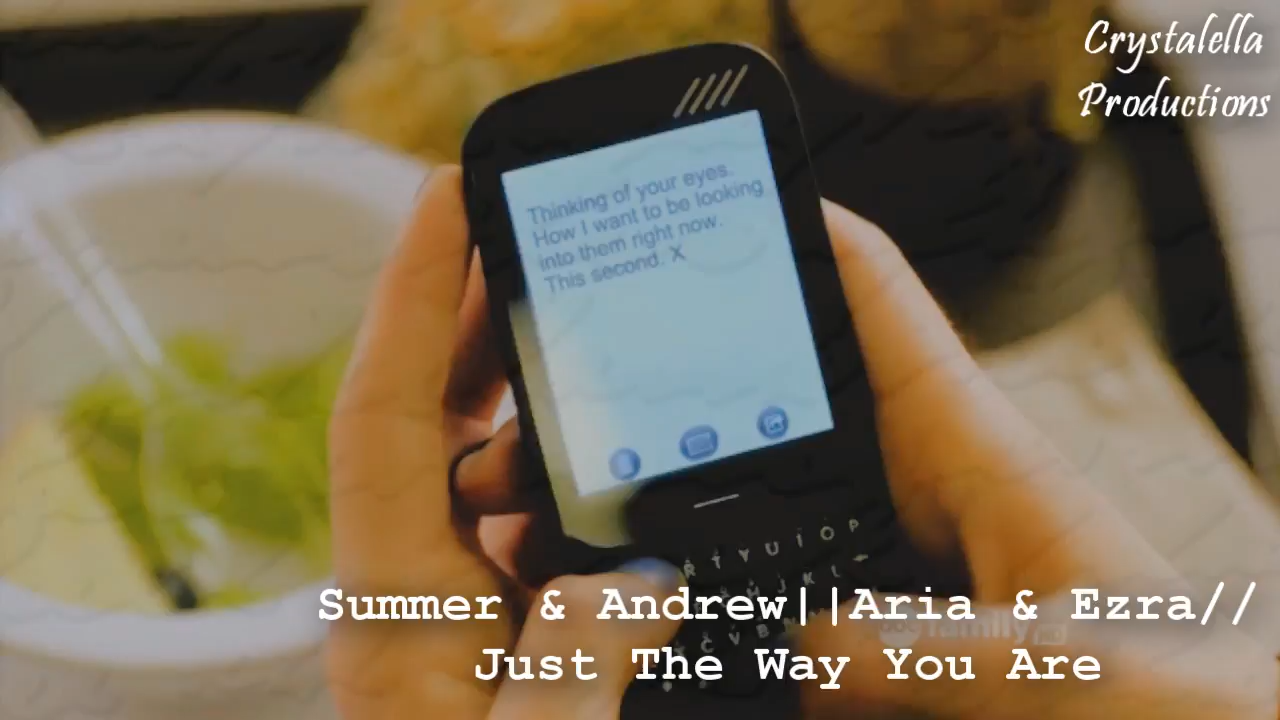 Crystalella
Productions
Thinking of your eyes.
How I want to be looking
into them right now.
This second. X
R T Y U I O P
J K L
C V B N
Summer & Andrew||Aria & Ezra//
family
Just The Way You Are